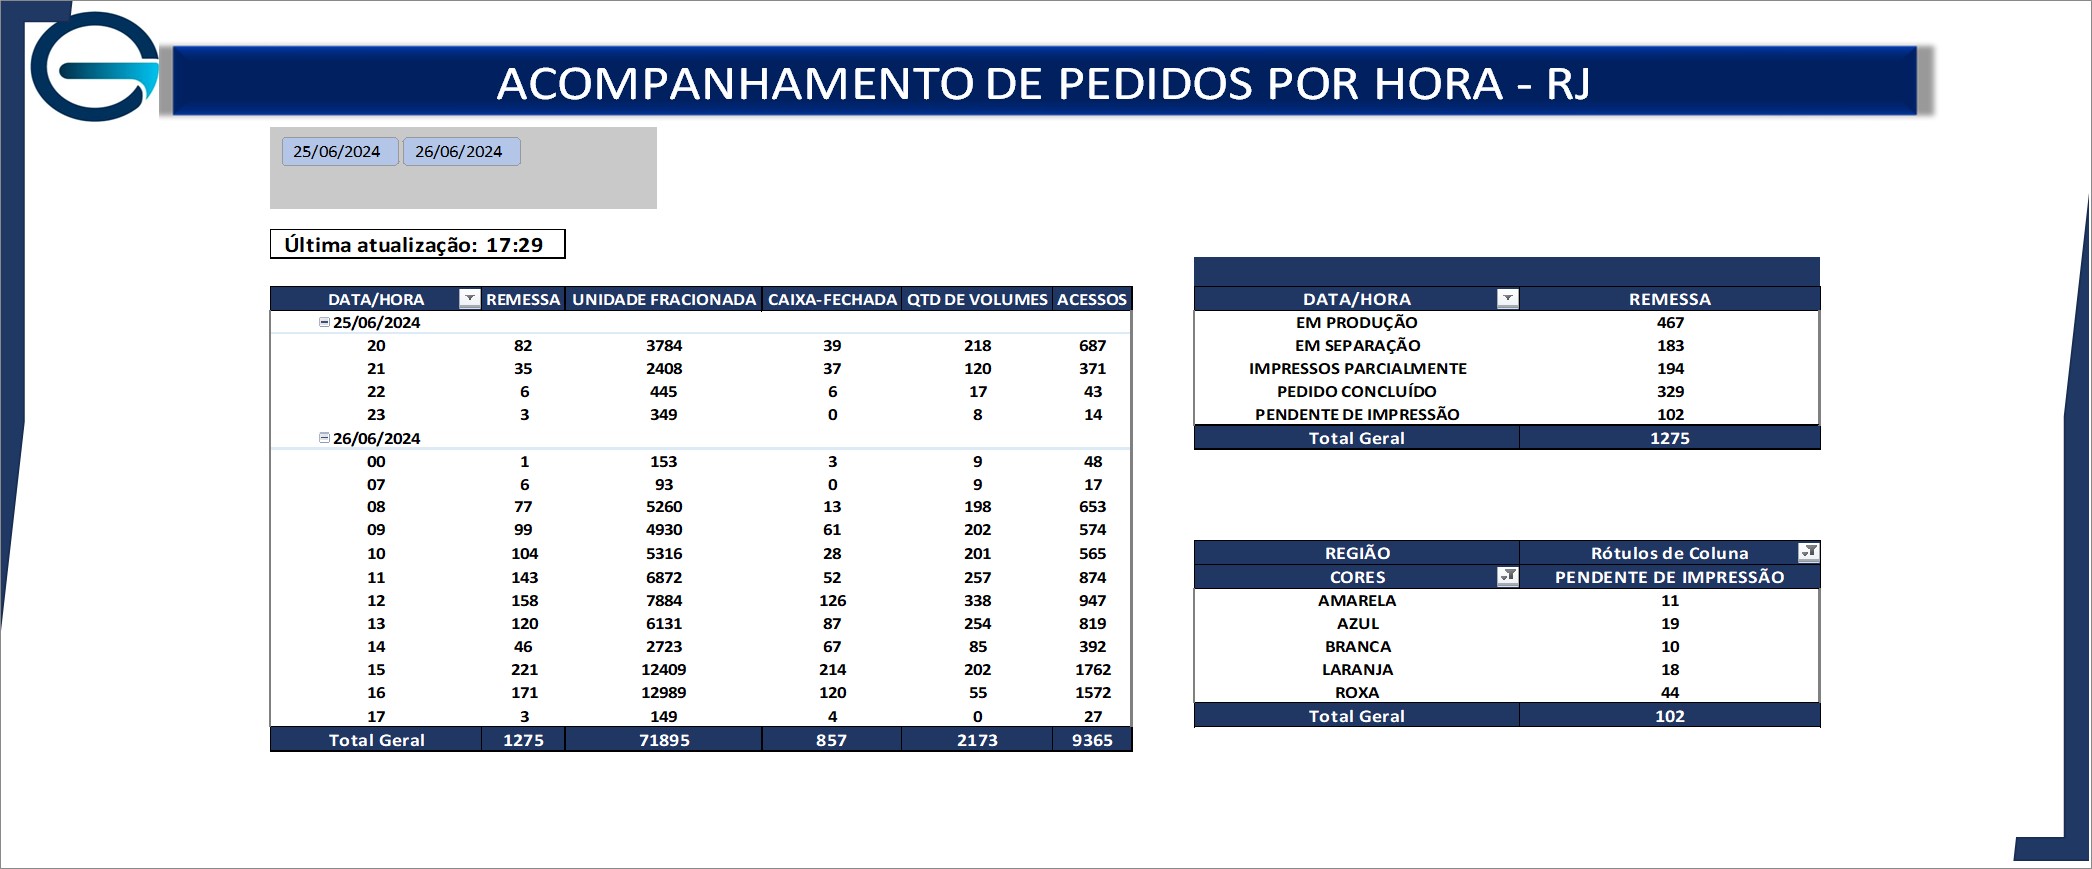 ACOMPANHAMENTO DE PEDIDOS POR HORA - RJ
25/06/2024 26/06/2024
Última atualização: 17:29
DATA/HORA REMESSA UNIDADE FRACIONADA CAIXA-FECHADA QTD DE VOLUMES ACESSOS
25/06/2024
20 82 3784 39 218 687
21 35 2408 37 120 371
22 6 445 6 17 43
23 3 349 0 8 14
26/06/2024
00 1 153 3 9 48
07 6 93 0 9 17
08 77 5260 13 198 653
09 99 4930 61 202 574
10 104 5316 28 201 565
11 143 6872 52 257 874
12 158 7884 126 338 947
13 120 6131 87 254 819
14 46 2723 67 85 392
15 221 12409 214 202 1762
16 171 12989 120 55 1572
17 3 149 4 0 27
Total Geral 1275 71895 857 2173 9365
DATA/HORA REMESSA
EM PRODUÇÃO 467
EM SEPARAÇÃO 183
IMPRESSOS PARCIALMENTE 194
PEDIDO CONCLUÍDO 329
PENDENTE DE IMPRESSÃO 102
Total Geral 1275
REGIÃO Rótulos de Coluna
CORES PENDENTE DE IMPRESSÃO
AMARELA 11
AZUL 19
BRANCA 10
LARANJA 18
ROXA 44
Total Geral 102